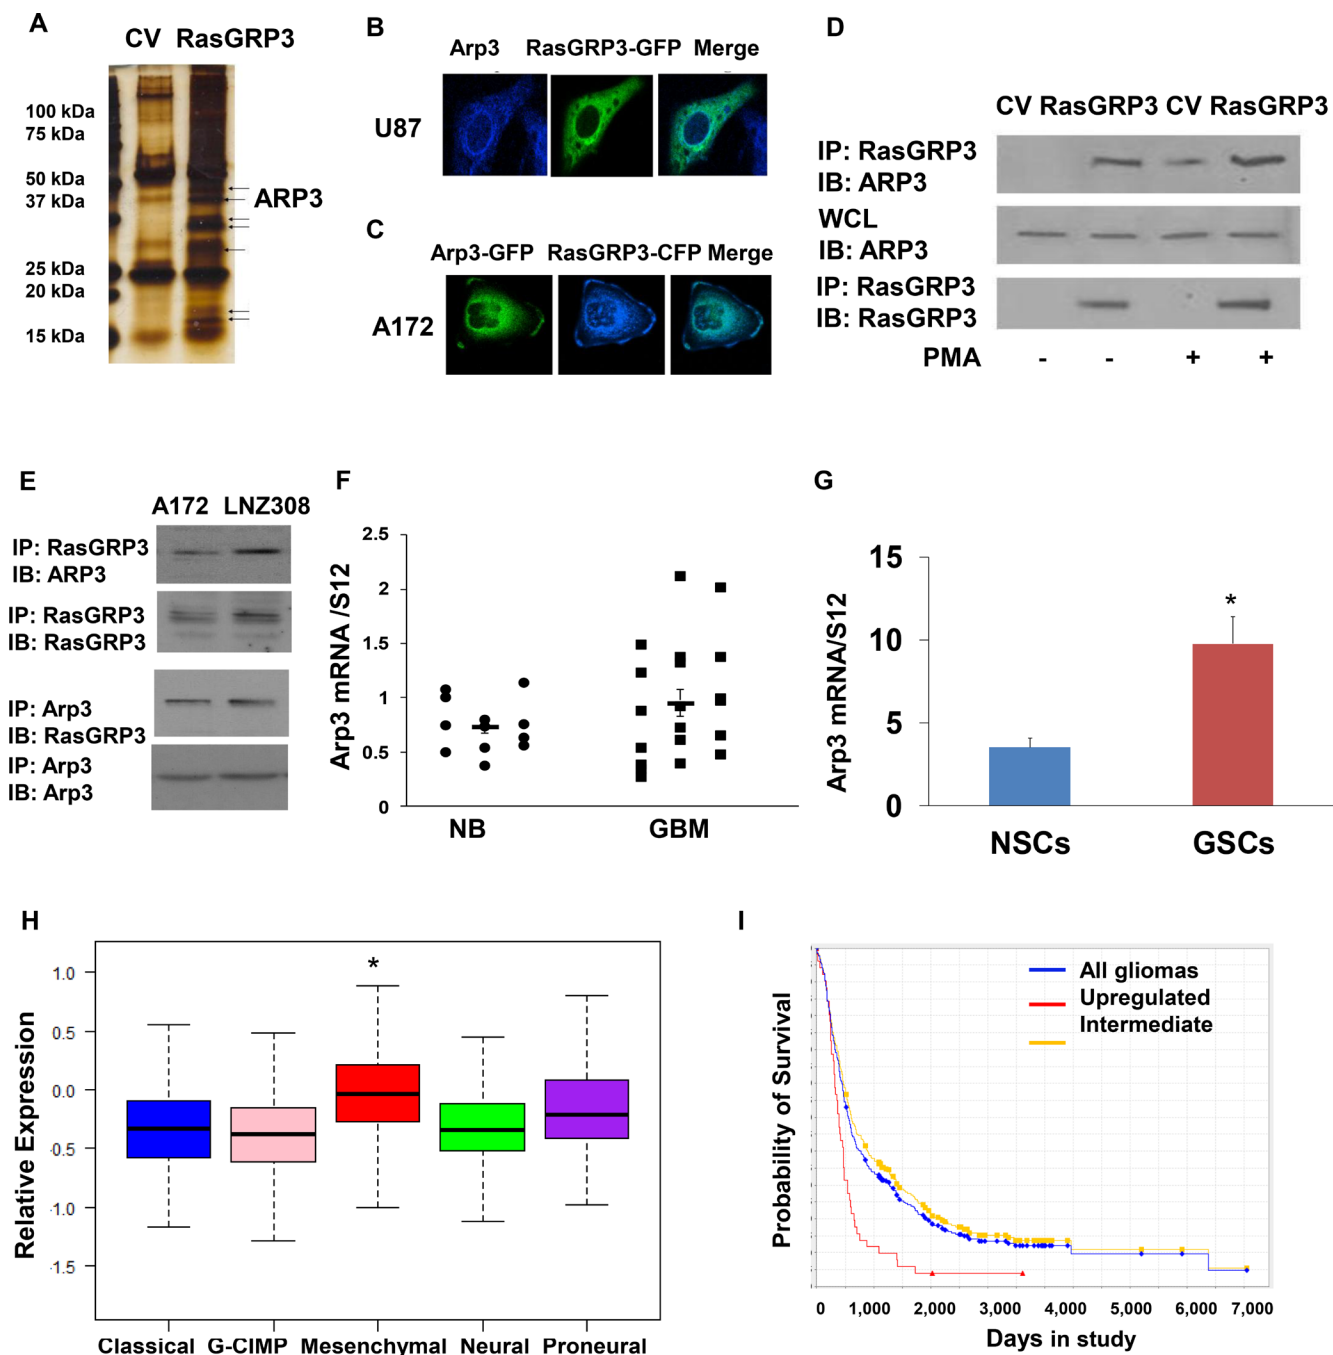 A
CV RasGRP3
100 kDa
75 kDa
50 kDa
37 kDa
25 kDa
20 kDa
15 kDa
ARP3
B
Arp3 RasGRP3-GFP Merge
U87
C
Arp3-GFP RasGRP3-CFP Merge
A172
D
CV RasGRP3 CV RasGRP3
IP: RasGRP3
IB: ARP3
WCL
IB: ARP3
IP: RasGRP3
IB: RasGRP3
PMA - - + +
E
A172 LNZ308
IP: RasGRP3
IB: ARP3
IP: RasGRP3
IB: RasGRP3
IP: Arp3
IB: RasGRP3
IP: Arp3
IB: Arp3
F
Arp3 mRNA /S12
2.5
2
1.5
1
0.5
0
NB GBM
G
Arp3 mRNA/S12
15
10
5
0
*
NSCs GSCs
H
Relative Expression
1.0
0.5
0.0
-0.5
-1.0
-1.5
*
Classical G-CIMP Mesenchymal Neural Proneural
I
Probability of Survival
All gliomas
Upregulated
Intermediate
0 1,000 2,000 3,000 3,000 5,000 6,000 7,000
Days in study